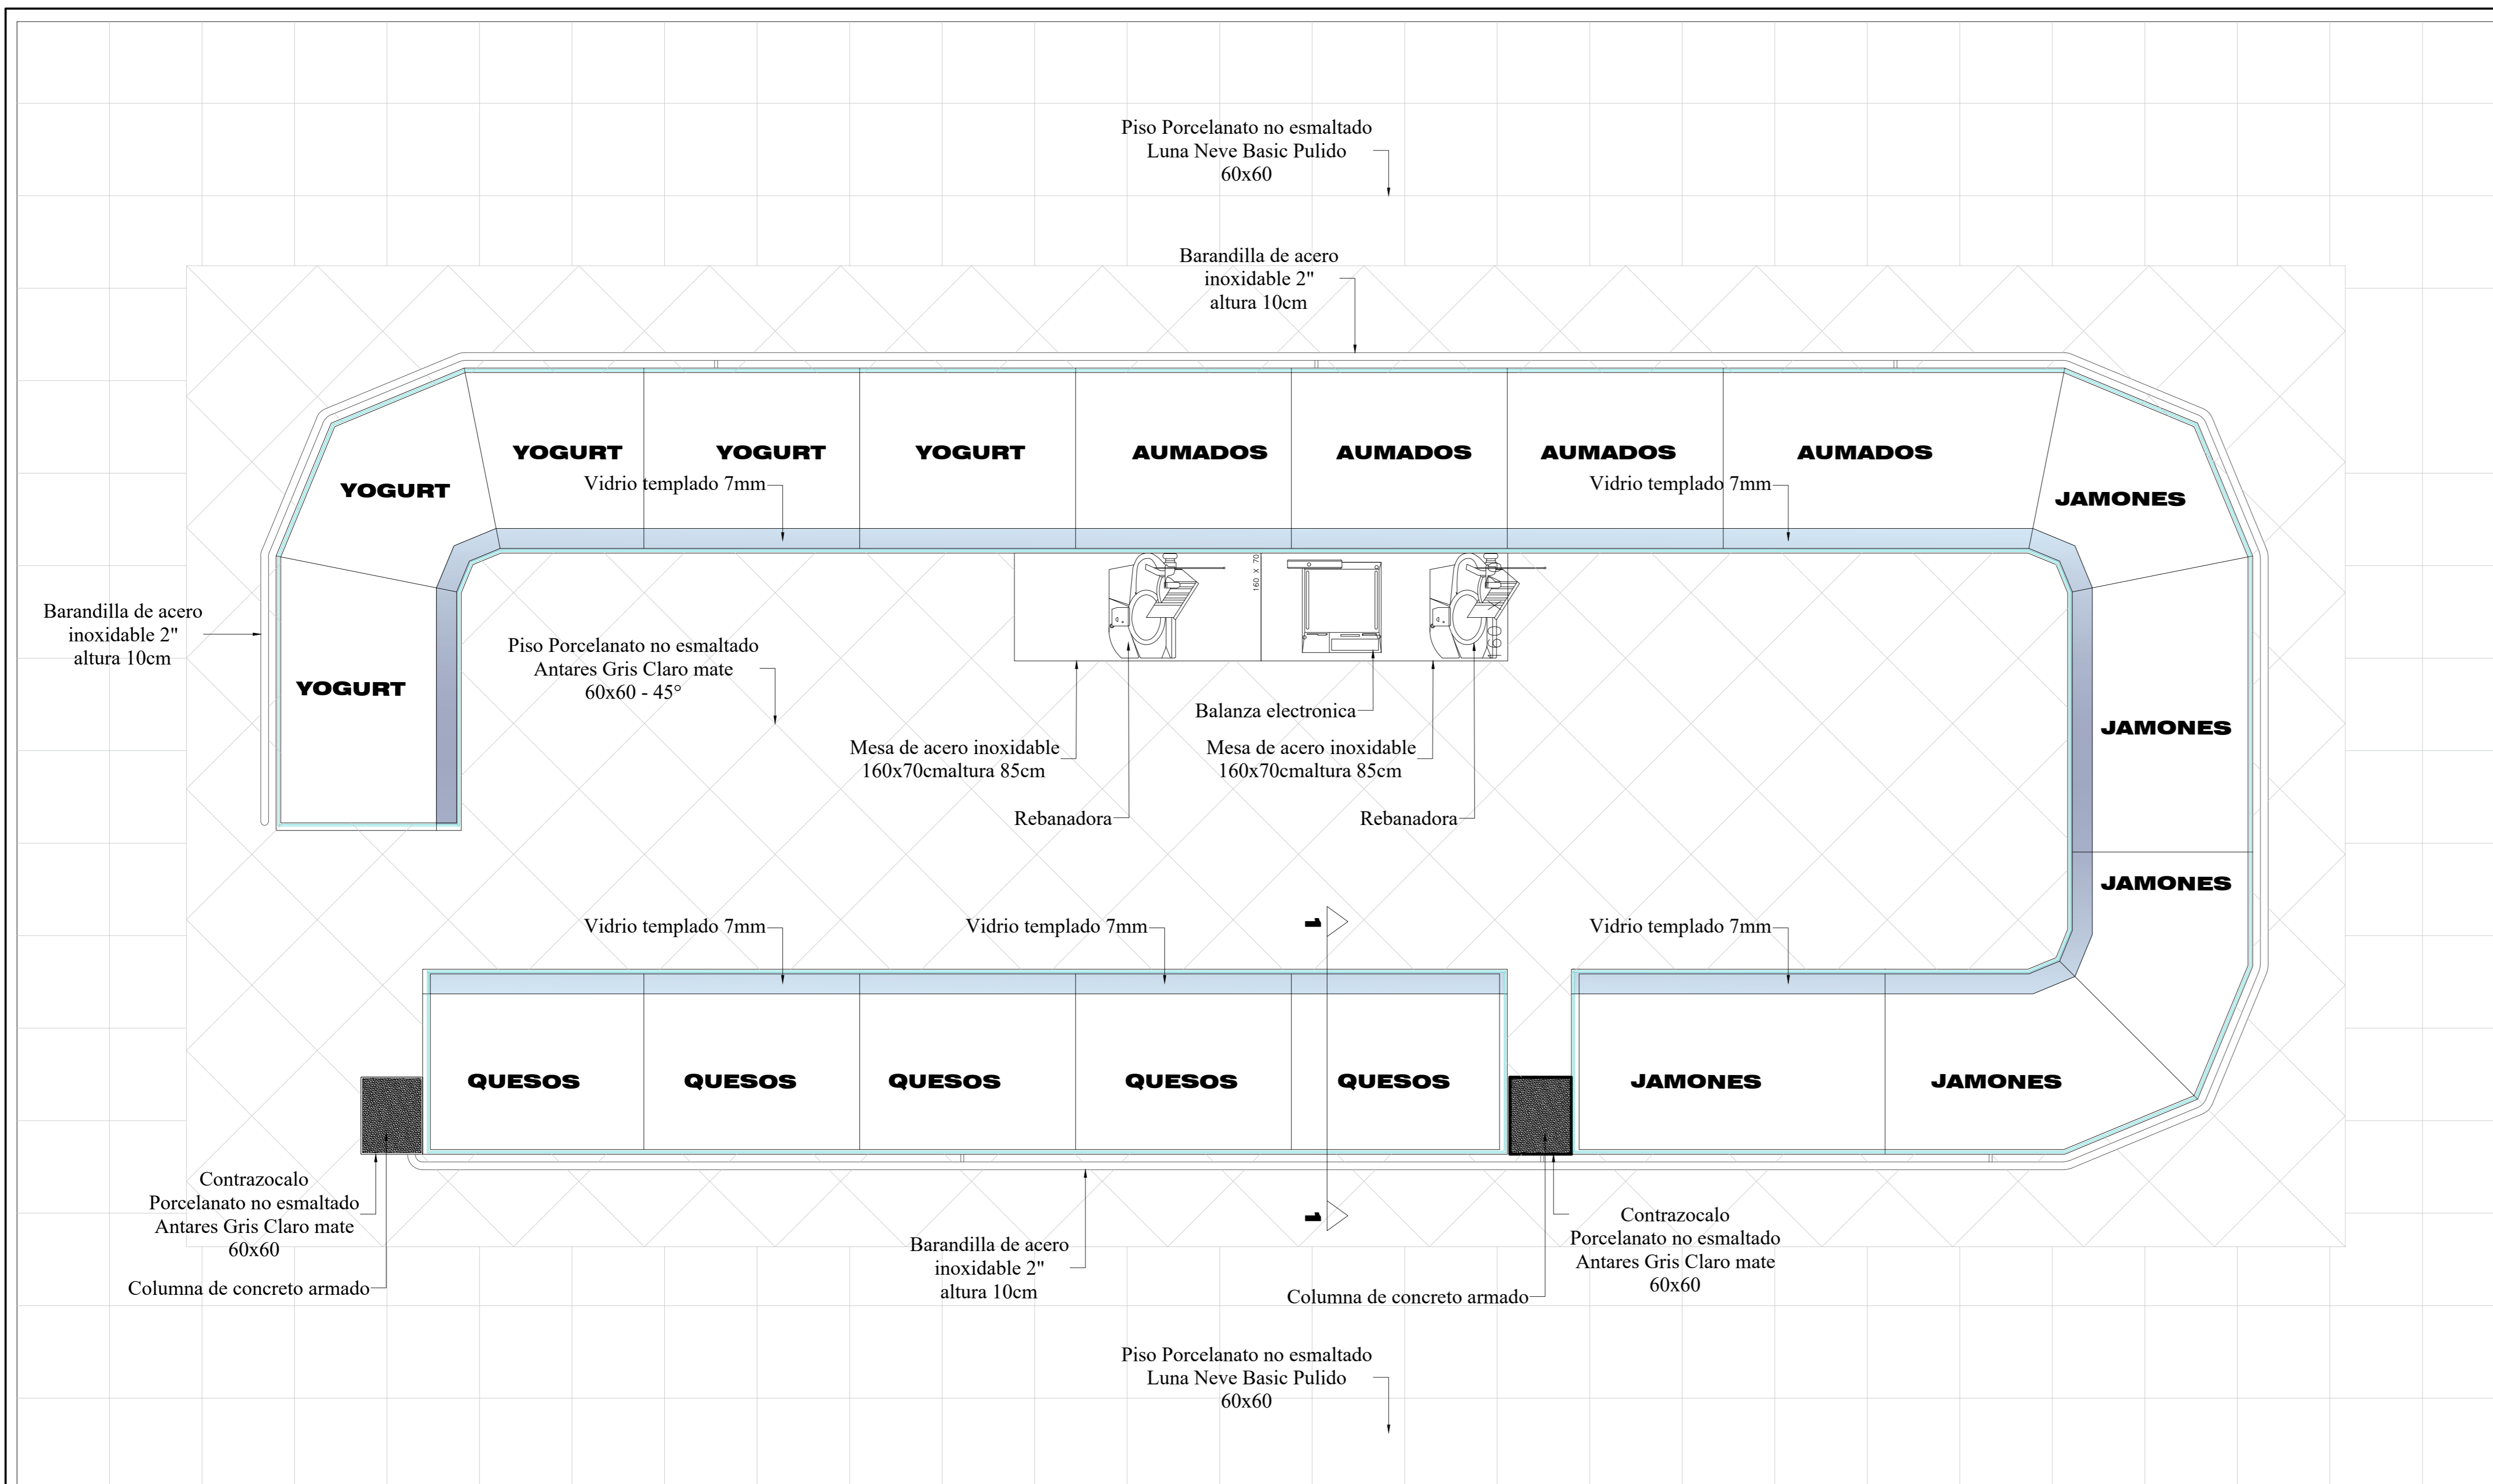 Piso Porcelanato no esmaltado
Luna Neve Basic Pulido
60x60
Barandilla de acero
inoxidable 2"
altura 10cm
YOGURT
YOGURT
YOGURT
AUMADOS
AUMADOS
AUMADOS
AUMADOS
YOGURT
Vidrio templado 7mm
Vidrio templado 7mm
JAMONES
160 X 70
Barandilla de acero
inoxidable 2"
altura 10cm
Piso Porcelanato no esmaltado
Antares Gris Claro mate
60x60 - 45°
YOGURT
Balanza electronica
JAMONES
Mesa de acero inoxidable
160x70cmaltura 85cm
Mesa de acero inoxidable
160x70cmaltura 85cm
Rebanadora
Rebanadora
JAMONES
Vidrio templado 7mm
Vidrio templado 7mm
1
Vidrio templado 7mm
QUESOS
QUESOS
QUESOS
QUESOS
QUESOS
JAMONES
JAMONES
Contrazocalo
Porcelanato no esmaltado
Antares Gris Claro mate
60x60
Columna de concreto armado
Barandilla de acero
inoxidable 2"
altura 10cm
1
Contrazocalo
Porcelanato no esmaltado
Antares Gris Claro mate
60x60
Columna de concreto armado
Piso Porcelanato no esmaltado
Luna Neve Basic Pulido
60x60